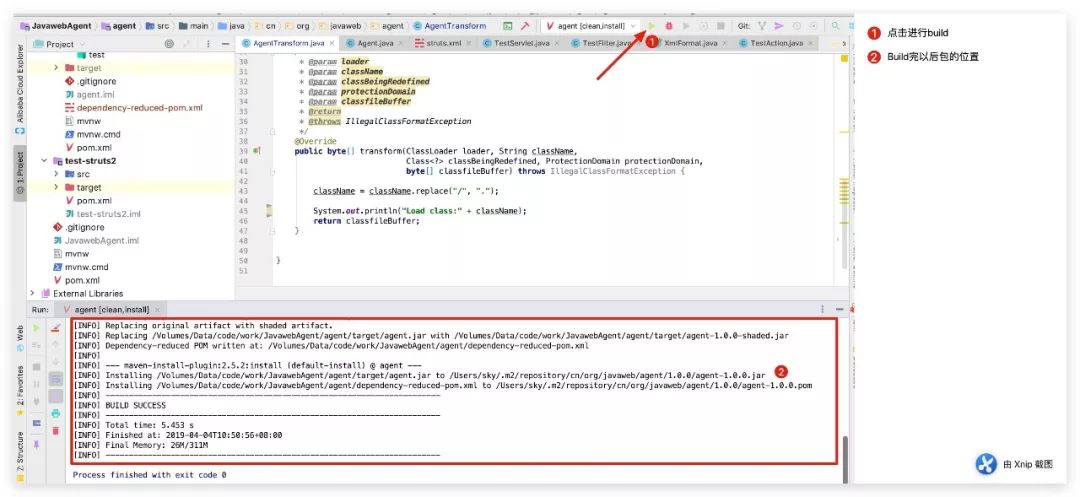 JavawebAgent
agent
src
main
java
cn
org
javaweb
agent
AgentTransform
agent [clean,install]
Git:
1 点击进行build
2 Build完以后包的位置
Project
AgentTransform.java
Agent.java
struts.xml
TestServlet.java
TestFilter.java
1
XmlFormat.java
TestAction.java
Alibaba Cloud Explorer
1: Project
test
target
.gitignore
agent.iml
dependency-reduced-pom.xml
mvnw
mvnw.cmd
pom.xml
test-struts2
src
target
pom.xml
test-struts2.iml
.gitignore
JavawebAgent.iml
mvnw
mvnw.cmd
pom.xml
External Libraries
30 * @param loader
31 * @param className
32 * @param classBeingRedefined
33 * @param protectionDomain
34 * @param classfileBuffer
35 * @return
36 * @throws IllegalClassFormatException
37 */
38 @Override
39 public byte[] transform(ClassLoader loader, String className,
40 Class<?> classBeingRedefined, ProtectionDomain protectionDomain,
41 byte[] classfileBuffer) throws IllegalClassFormatException {
42
43 className = className.replace("/", ".");
44
45 System.out.println("Load class:" + className);
46 return classfileBuffer;
47 }
48
49
50 }
51
Run: agent [clean,install]
Web
2: Favorites
7: Structure
[INFO] Replacing original artifact with shaded artifact.
[INFO] Replacing /Volumes/Data/code/work/JavawebAgent/agent/target/agent.jar with /Volumes/Data/code/work/JavawebAgent/agent/target/agent-1.0.0-shaded.jar
[INFO] Dependency-reduced POM written at: /Volumes/Data/code/work/JavawebAgent/agent/dependency-reduced-pom.xml
[INFO]
[INFO] --- maven-install-plugin:2.5.2:install (default-install) @ agent ---
[INFO] Installing /Volumes/Data/code/work/JavawebAgent/agent/target/agent.jar to /Users/sky/.m2/repository/cn/org/javaweb/agent/1.0.0/agent-1.0.0.jar
2
[INFO] Installing /Volumes/Data/code/work/JavawebAgent/agent/dependency-reduced-pom.xml to /Users/sky/.m2/repository/cn/org/javaweb/agent/1.0.0/agent-1.0.0.pom
[INFO] ------------------------------------------------------------------------
[INFO] BUILD SUCCESS
[INFO] ------------------------------------------------------------------------
[INFO] Total time: 5.453 s
[INFO] Finished at: 2019-04-04T10:50:56+08:00
[INFO] Final Memory: 26M/311M
[INFO] ------------------------------------------------------------------------
Process finished with exit code 0
由 Xnip 截图